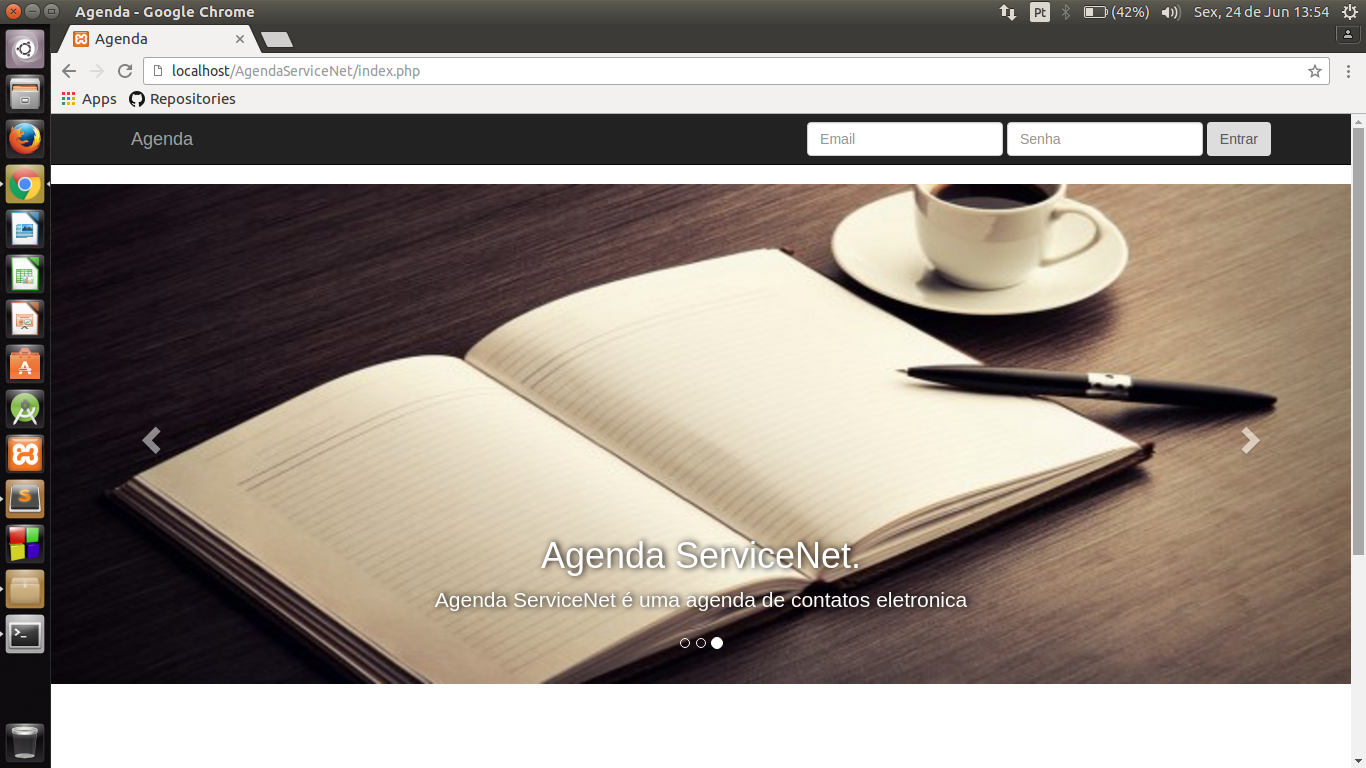 Agenda - Google Chrome
Pt
(42%)
Sex, 24 de Jun 13:54
Agenda
localhost/AgendaServiceNet/index.php
Apps
Repositories
Agenda
Email
Senha
Entrar
Agenda ServiceNet.
Agenda ServiceNet é uma agenda de contatos eletronica